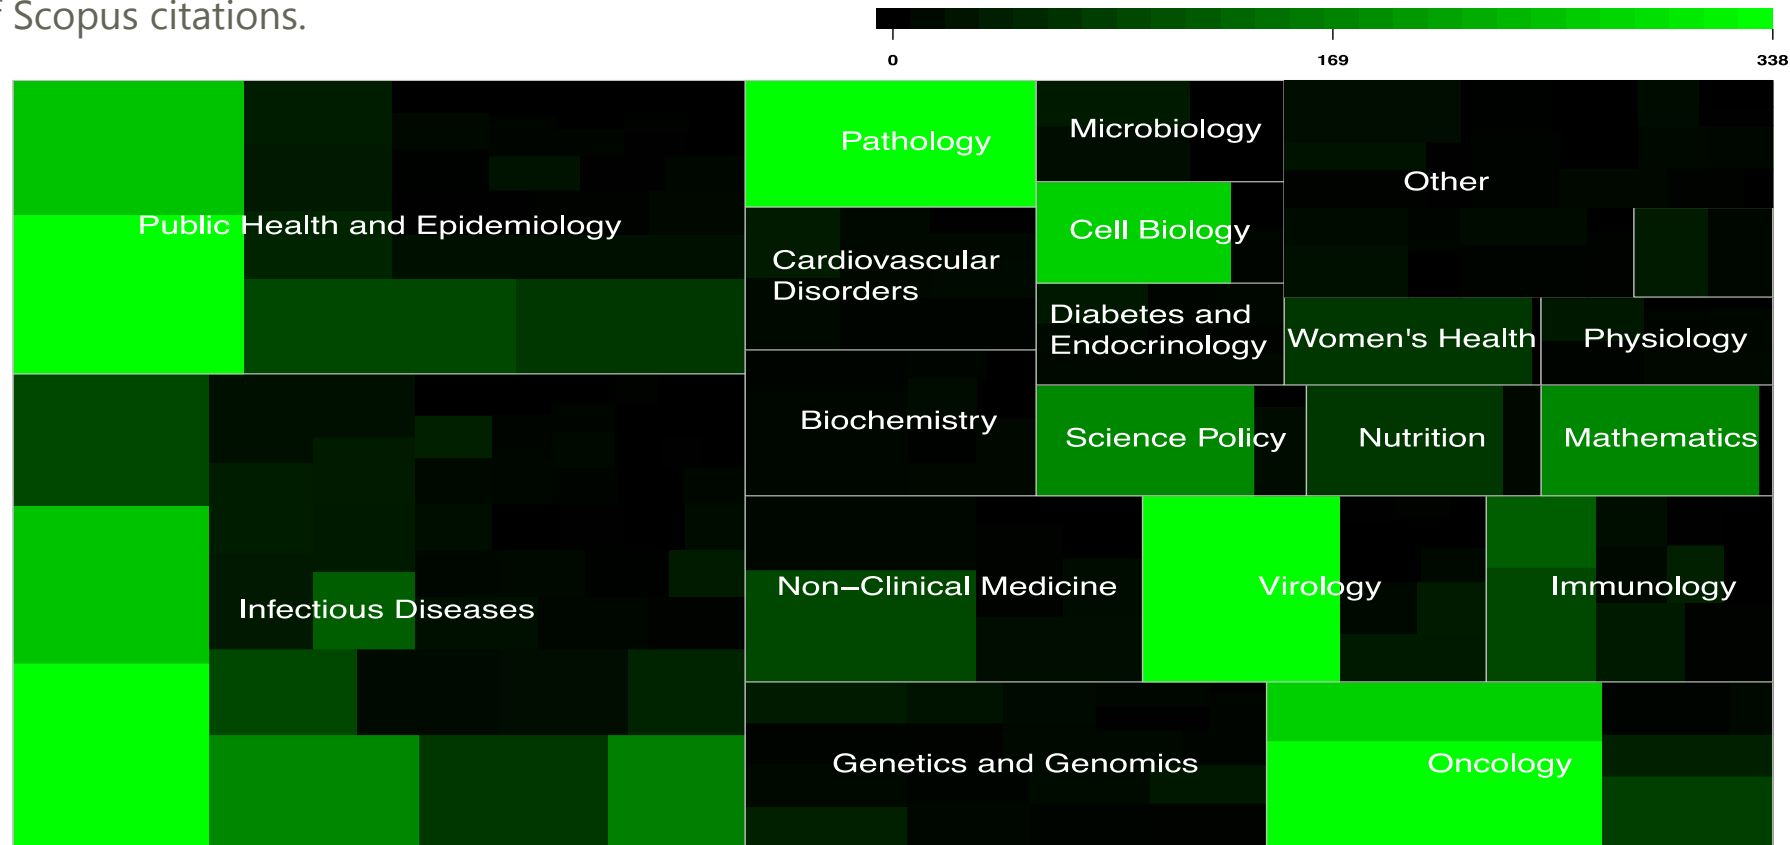 Scopus citations.
0 169 338
Pathology
Microbiology
Other
Public Health and Epidemiology
Cell Biology
Cardiovascular
Disorders
Diabetes and
Endocrinology
Women's Health
Physiology
Biochemistry
Science Policy
Nutrition
Mathematics
Infectious Diseases
Non–Clinical Medicine
Virology
Immunology
Genetics and Genomics
Oncology